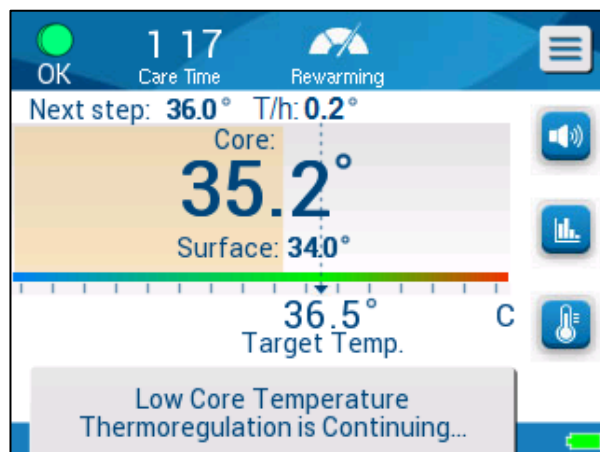 1 17
OK Care Time Rewarming
Next step: 36.0° T/h: 0.2°
Core:
35.2°
Surface: 34.0°
36.5° C
Target Temp.
Low Core Temperature
Thermoregulation is Continuing...